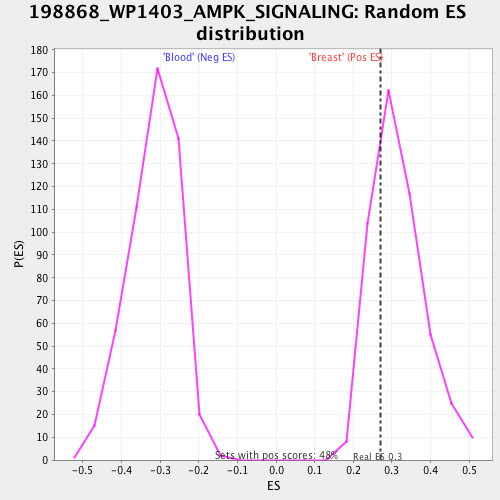 198868_WP1403_AMPK_SIGNALING: Random ES
distribution
'Blood' (Neg ES) 'Breast' (Pos ES)
P(ES)
180
170
160
150
140
130
120
110
100
90
80
70
60
50
40
30
20
10
0
Sets with pos scores: 48% Real ES 0.3
-0.5 -0.4 -0.3 -0.2 -0.1 0.0 0.1 0.2 0.3 0.4 0.5
ES